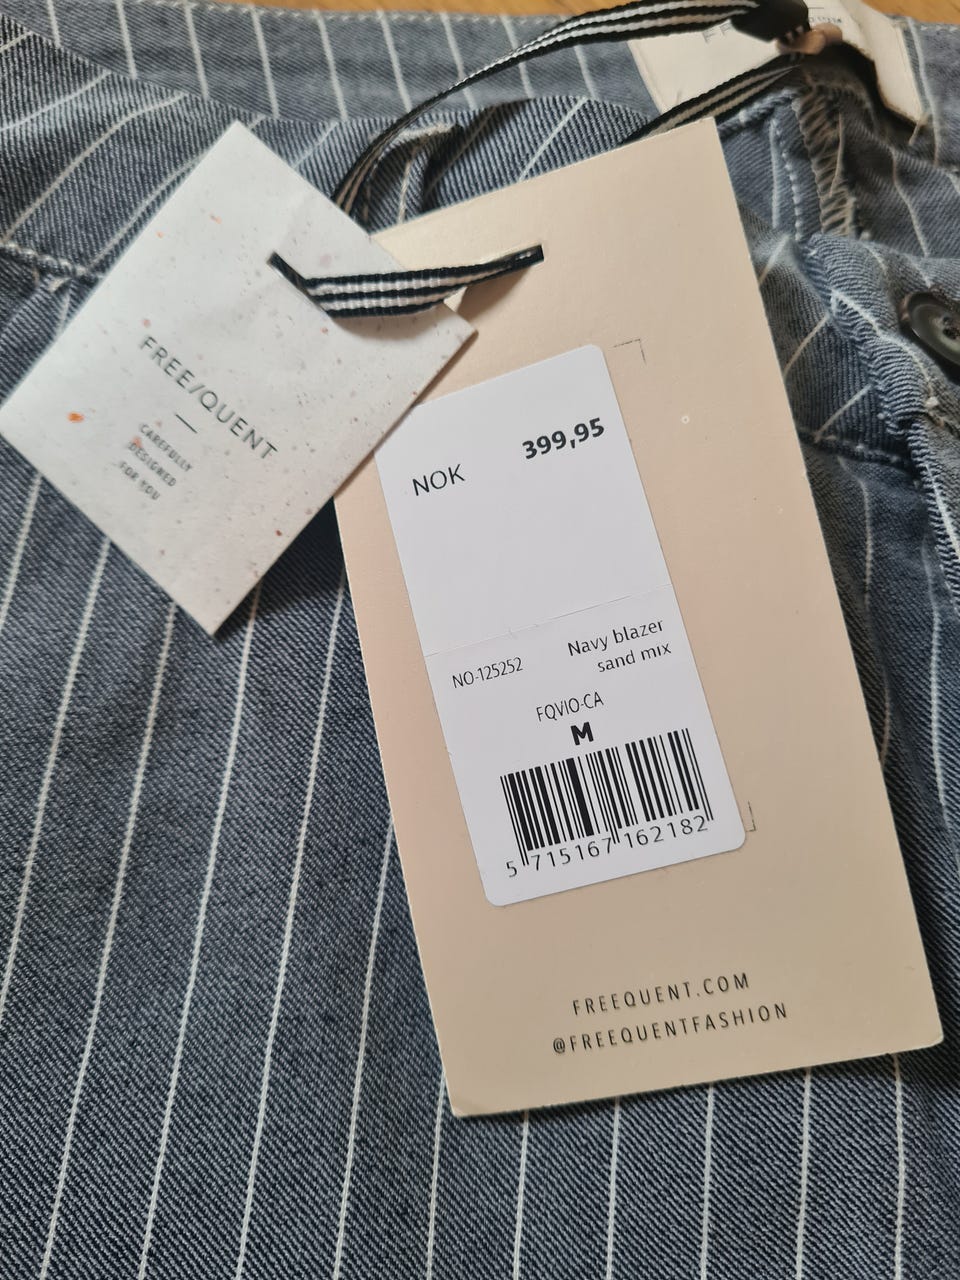 FREE/QUENT
CAREFULLY
DESIGNED
FOR YOU
NOK 399,95
NO-125252 Navy blazer
sand mix
FQVIO-CA
M
5 715167 162182
FREEQUENT.COM
@FREEQUENTFASHION